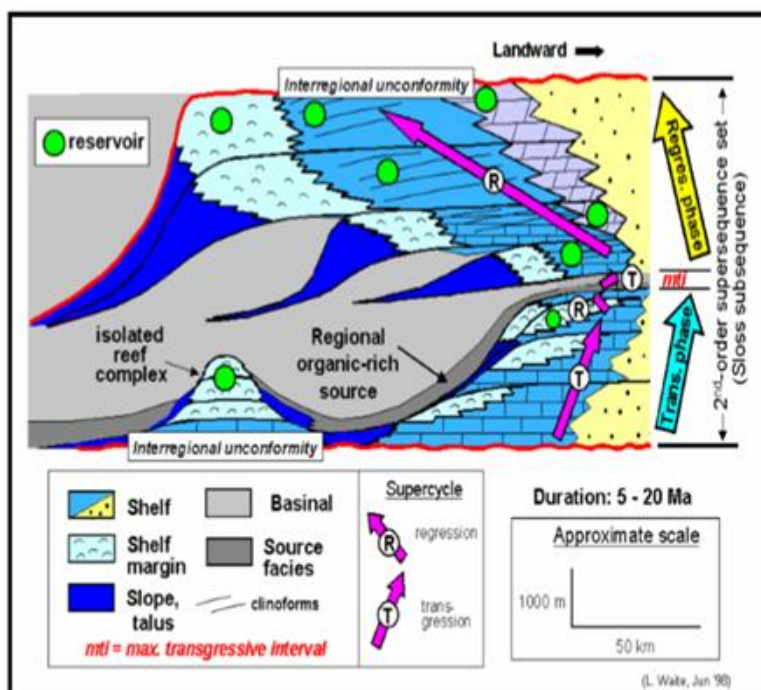 Landward
Interregional unconformity
reservoir
R
Regres. phase
2nd-order supersequence set
(Sloss subsequence)
T
mti
R
isolated
reef
complex
Regional
organic-rich
source
T
Trans. phase
Interregional unconformity
Shelf
Basinal
Shelf
margin
Source
facies
Slope,
talus
clinoforms
mti = max. transgressive interval
Supercycle
R
regression
T
trans-
gression
Duration: 5 - 20 Ma
Approximate scale
1000 m
50 km
(L. Waite, Jun '98)